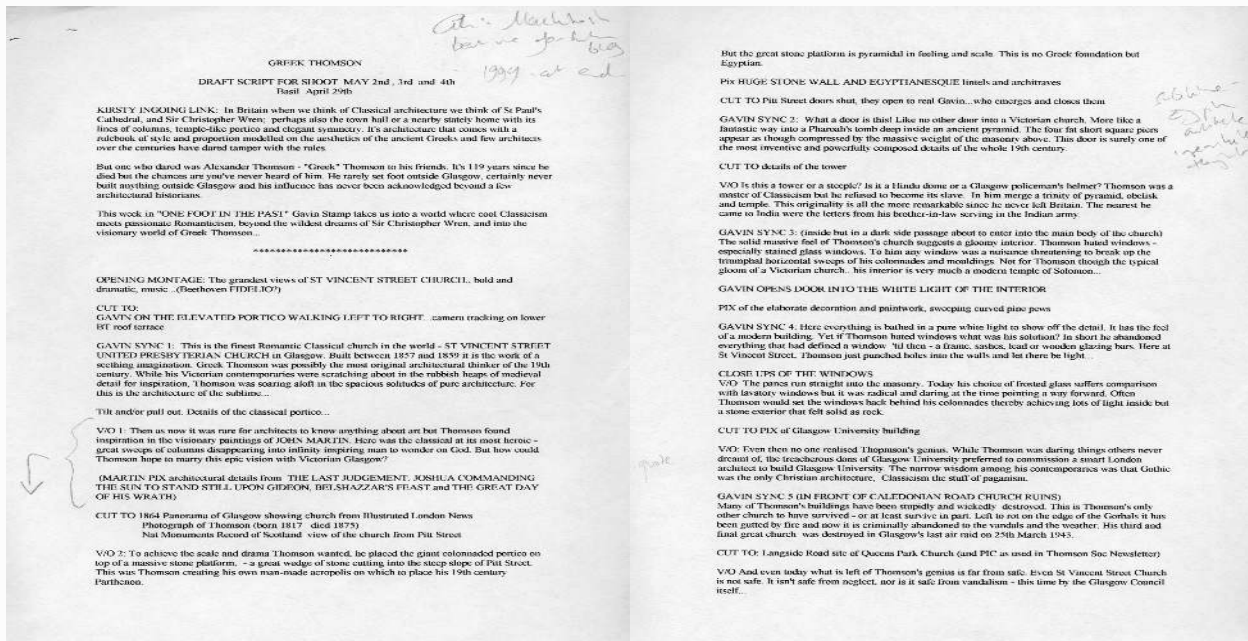 1999 at end
GREEK THOMSON
DRAFT SCRIPT FOR SHOOT MAY 2nd, 3rd and 4th
Basil April 29th
KIRSTY INGOING LINK: In Britain when we think of Classical architecture we think of St Paul's
Cathedral, and Sir Christopher Wren; perhaps also the town hall or a nearby stately home with its
lines of columns, temple-like portico and elegant symmetry. It's architecture that comes with a
rulebook of style and proportion modelled on the aesthetics of the ancient Greeks and few architects
over the centuries have dared tamper with the rules.
But one who dared was Alexander Thomson - "Greek" Thomson to his friends. It's 119 years since he
died but the chances are you've never heard of him. He rarely set foot outside Glasgow, certainly never
built anything outside Glasgow and his influence has never been acknowledged beyond a few
architectural historians.
This week in "ONE FOOT IN THE PAST" Gavin Stamp takes us into a world where cool Classicism
meets passionate Romanticism, beyond the wildest dreams of Sir Christopher Wren, and into the
visionary world of Greek Thomson...
****************************
OPENING MONTAGE: The grandest views of ST VINCENT STREET CHURCH.. bold and
dramatic, music ..(Beethoven FIDELIO?)
CUT TO:
GAVIN ON THE ELEVATED PORTICO WALKING LEFT TO RIGHT. camera tracking on lower
BT roof terrace
GAVIN SYNC 1: This is the finest Romantic Classical church in the world - ST VINCENT STREET
UNITED PRESBYTERIAN CHURCH in Glasgow. Built between 1857 and 1859 it is the work of a
seething imagination. Greek Thomson was possibly the most original architectural thinker of the 19th
century. While his Victorian contemporaries were scratching about in the rubbish heaps of medieval
detail for inspiration, Thomson was soaring aloft in the spacious solitudes of pure architecture. For
this is the architecture of the sublime...
Tilt and/or pull out. Details of the classical portico...
V/O 1: Then as now it was rare for architects to know anything about art but Thomson found
inspiration in the visionary paintings of JOHN MARTIN. Here was the classical at its most heroic -
great sweeps of columns disappearing into infinity inspiring man to wonder on God. But how could
Thomson hope to marry this epic vision with Victorian Glasgow?
(MARTIN PIX architectural details from THE LAST JUDGEMENT, JOSHUA COMMANDING
THE SUN TO STAND STILL UPON GIDEON, BELSHAZZAR'S FEAST and THE GREAT DAY
OF HIS WRATH)
CUT TO 1864 Panorama of Glasgow showing church from Illustrated London News
Photograph of Thomson (born 1817 died 1875)
Nat Monuments Record of Scotland view of the church from Pitt Street
V/O 2: To achieve the scale and drama Thomson wanted, he placed the giant colonnaded portico on
top of a massive stone platform, - a great wedge of stone cutting into the steep slope of Pitt Street.
This was Thomson creating his own man-made acropolis on which to place his 19th century
Parthenon.
But the great stone platform is pyramidal in feeling and scale. This is no Greek foundation but
Egyptian.
Pix HUGE STONE WALL AND EGYPTIANESQUE lintels and architraves
CUT TO Pitt Street doors shut, they open to real Gavin...who emerges and closes them
GAVIN SYNC 2: What a door is this! Like no other door into a Victorian church. More like a
fantastic way into a Pharoah's tomb deep inside an ancient pyramid. The four fat short square piers
appear as though compressed by the massive weight of the masonry above. This door is surely one of
the most inventive and powerfully composed details of the whole 19th century.
CUT TO details of the tower
V/O Is this a tower or a steeple? Is it a Hindu dome or a Glasgow policeman's helmet? Thomson was a
master of Classicism but he refused to become its slave. In him merge a trinity of pyramid, obelisk
and temple. This originality is all the more remarkable since he never left Britain. The nearest he
came to India were the letters from his brother-in-law serving in the Indian army.
GAVIN SYNC 3: (inside but in a dark side passage about to enter into the main body of the church)
The solid massive feel of Thomson's church suggests a gloomy interior. Thomson hated windows -
especially stained glass windows. To him any window was a nuisance threatening to break up the
triumphal horizontal sweeps of his colonnades and mouldings. Not for Thomson though the typical
gloom of a Victorian church.. his interior is very much a modern temple of Solomon...
GAVIN OPENS DOOR INTO THE WHITE LIGHT OF THE INTERIOR
PIX of the elaborate decoration and paintwork, sweeping curved pine pews
GAVIN SYNC 4: Here everything is bathed in a pure white light to show off the detail. It has the feel
of a modern building. Yet if Thomson hated windows what was his solution? In short he abandoned
everything that had defined a window 'til then - a frame, sashes, lead or wooden glazing bars. Here at
St Vincent Street, Thomson just punched holes into the walls and let there be light...
CLOSE UPS OF THE WINDOWS
V/O The panes run straight into the masonry. Today his choice of frosted glass suffers comparison
with lavatory windows but it was radical and daring at the time pointing a way forward. Often
Thomson would set the windows back behind his colonnades thereby achieving lots of light inside but
a stone exterior that felt solid as rock.
CUT TO PIX of Glasgow University building
V/O: Even then no one realised Thopmson's genius. While Thomson was daring things others never
dreamt of, the treacherous dons of Glasgow University preferred to commission a smart London
architect to build Glasgow University. The narrow wisdom among his contemporaries was that Gothic
was the only Christian architecture, Classicism the stuff of paganism.
GAVIN SYNC 5 (IN FRONT OF CALEDONIAN ROAD CHURCH RUINS)
Many of Thomson's buildings have been stupidly and wickedly destroyed. This is Thomson's only
other church to have survived - or at least survive in part. Left to rot on the edge of the Gorbals it has
been gutted by fire and now it is criminally abandoned to the vandals and the weather. His third and
final great church was destroyed in Glasgow's last air raid on 25th March 1943.
CUT TO: Langside Road site of Queens Park Church (and PIC as used in Thomson Soc Newsletter)
V/O And even today what is left of Thomson's genius is far from safe. Even St Vincent Street Church
is not safe. It isn't safe from neglect, nor is it safe from vandalism - this time by the Glasgow Council
itself...